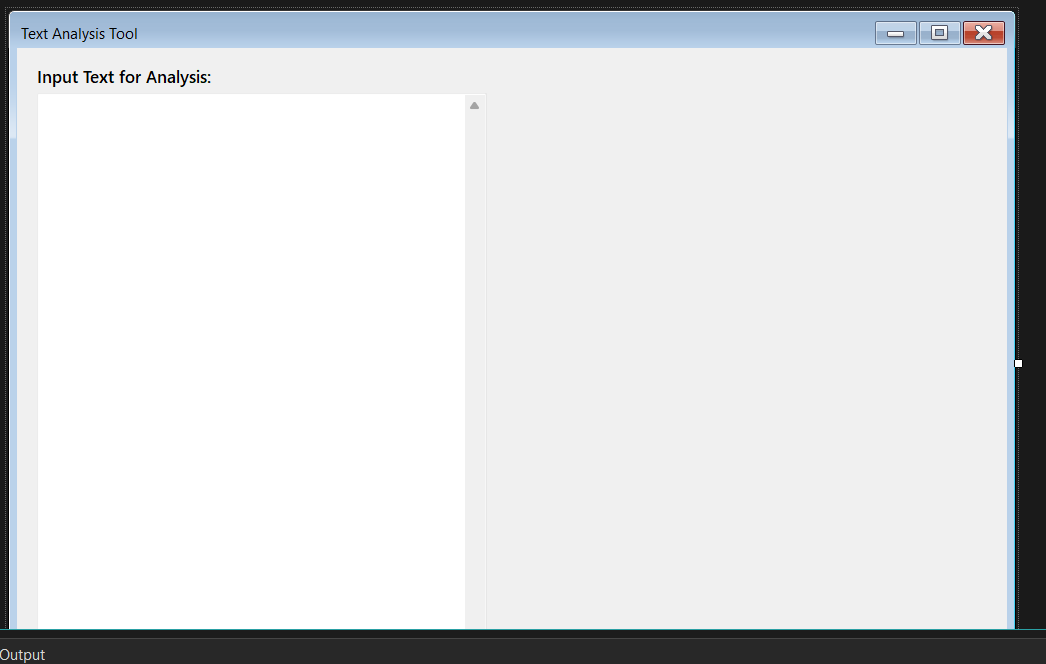 Text Analysis Tool
Input Text for Analysis:
Output